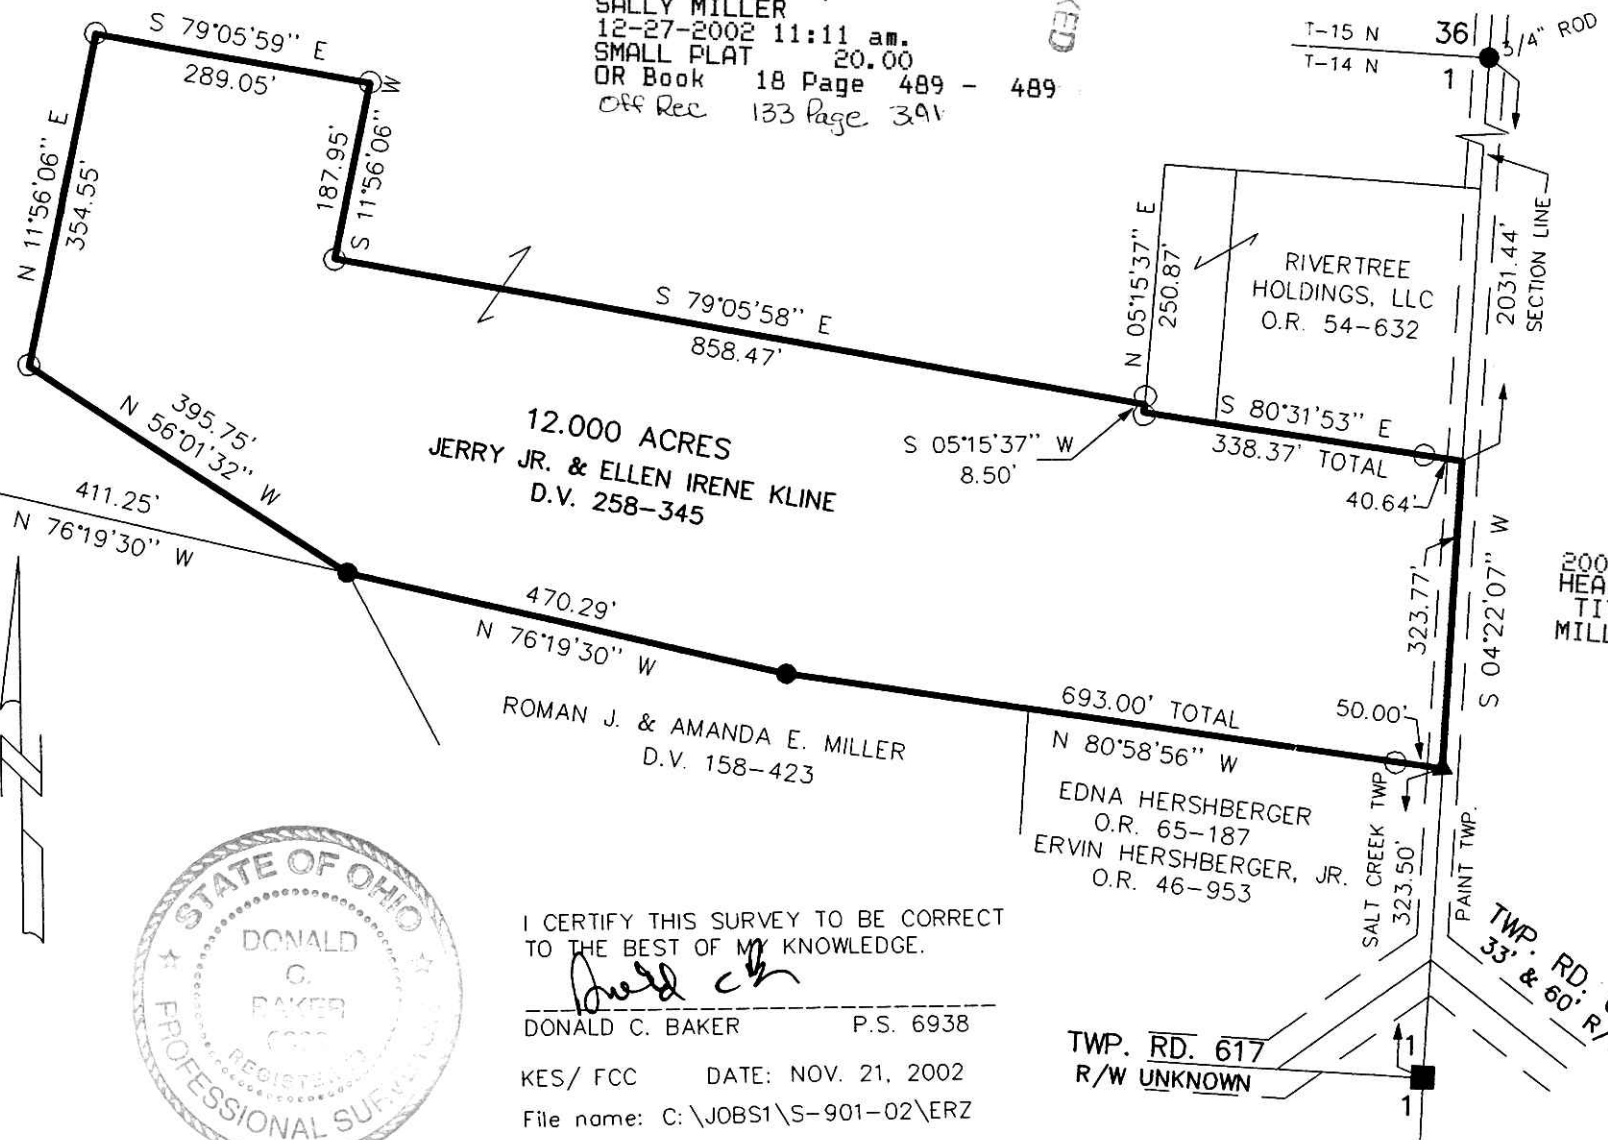 SALLY MILLER
12-27-2002 11:11 am.
SMALL PLAT 20.00
OR Book 18 Page 489 - 489
Off Rec 133 Page 391
T-15 N
T-14 N
36
1
3/4" ROD
S 79°05'59" E
289.05'
N 11°56'06" E
354.55'
187.95'
S 11°56'06" W
S 79°05'58" E
858.47'
N 05°15'37" E
250.87'
RIVERTREE
HOLDINGS, LLC
O.R. 54-632
2031.44'
SECTION LINE
S 80°31'53" E
338.37' TOTAL
40.64'
S 05°15'37" W
8.50'
12.000 ACRES
JERRY JR. & ELLEN IRENE KLINE
D.V. 258-345
395.75'
N 56°01'32" W
411.25'
N 76°19'30" W
470.29'
N 76°19'30" W
323.77'
S 04°22'07" W
693.00' TOTAL
N 80°58'56" W
50.00'
ROMAN J. & AMANDA E. MILLER
D.V. 158-423
EDNA HERSHBERGER
O.R. 65-187
ERVIN HERSHBERGER, JR.
O.R. 46-953
SALT CREEK TWP
323.50'
PAINT TWP.
TWP. RD.
33' & 60' R/
TWP. RD. 617
R/W UNKNOWN
1
1
STATE OF OHIO
DONALD
C.
BAKER
REGISTERED
PROFESSIONAL SURVEYOR
I CERTIFY THIS SURVEY TO BE CORRECT
TO THE BEST OF MY KNOWLEDGE.
DONALD C. BAKER P.S. 6938
KES/ FCC DATE: NOV. 21, 2002
File name: C:\JOBS1\S-901-02\ERZ
200
HEA
TI
MILL